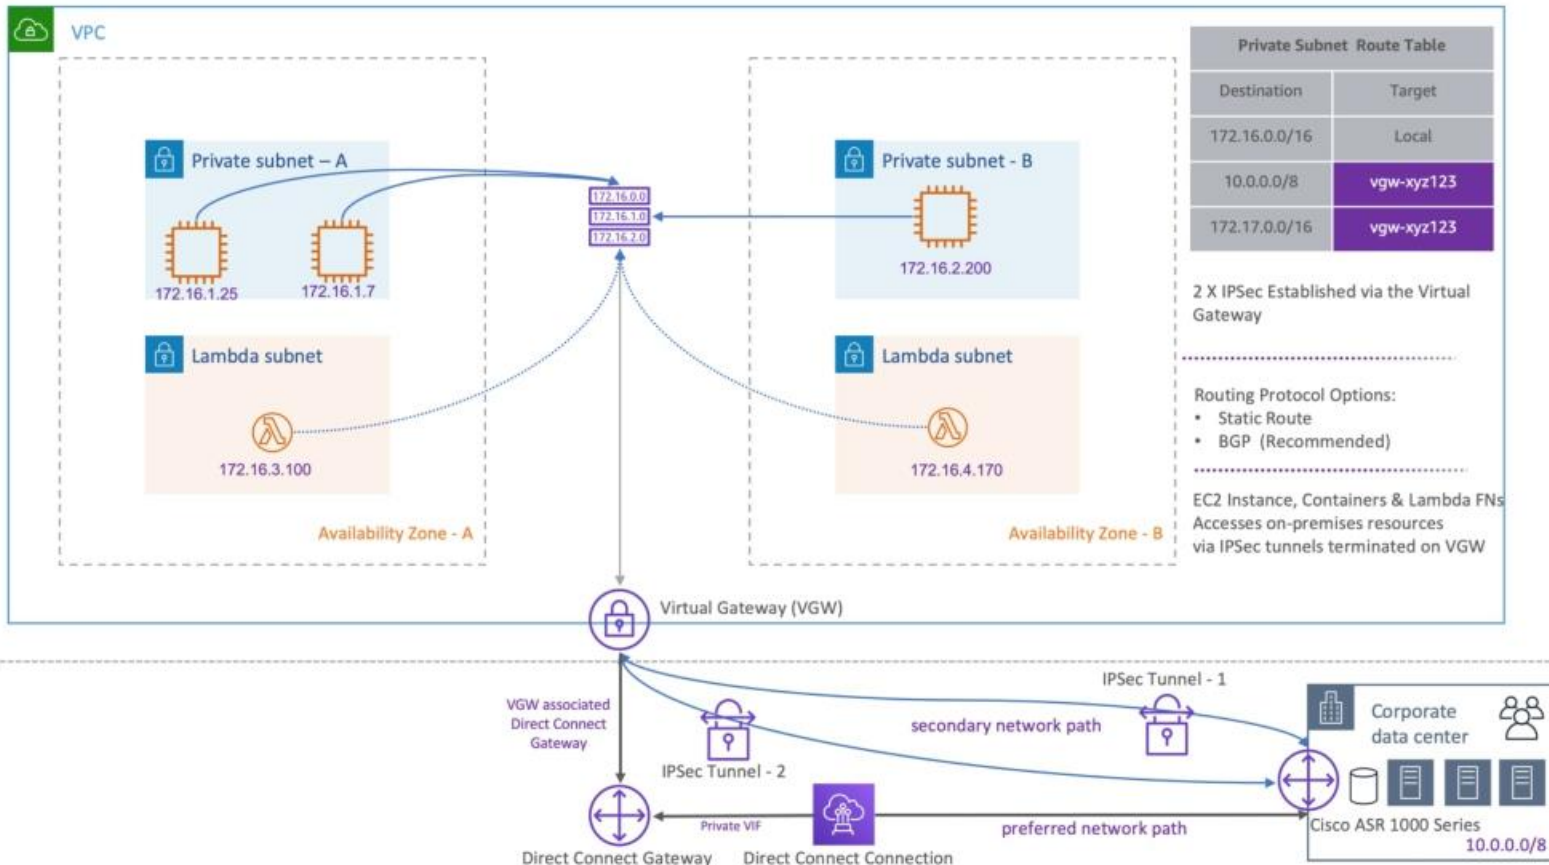 VPC
Private subnet – A
172.16.1.25
172.16.1.7
Lambda subnet
172.16.3.100
Availability Zone - A
172.16.0.0
172.16.1.0
172.16.2.0
Private subnet - B
172.16.2.200
Lambda subnet
172.16.4.170
Availability Zone - B
Private Subnet Route Table
Destination Target
172.16.0.0/16 Local
10.0.0.0/8 vgw-xyz123
172.17.0.0/16 vgw-xyz123
2 X IPSec Established via the Virtual
Gateway
Routing Protocol Options:
• Static Route
• BGP (Recommended)
EC2 Instance, Containers & Lambda FNs
Accesses on-premises resources
via IPSec tunnels terminated on VGW
Virtual Gateway (VGW)
VGW associated
Direct Connect
Gateway
IPSec Tunnel - 2
secondary network path
IPSec Tunnel - 1
Corporate
data center
Private VIF
preferred network path
Cisco ASR 1000 Series
10.0.0.0/8
Direct Connect Gateway
Direct Connect Connection